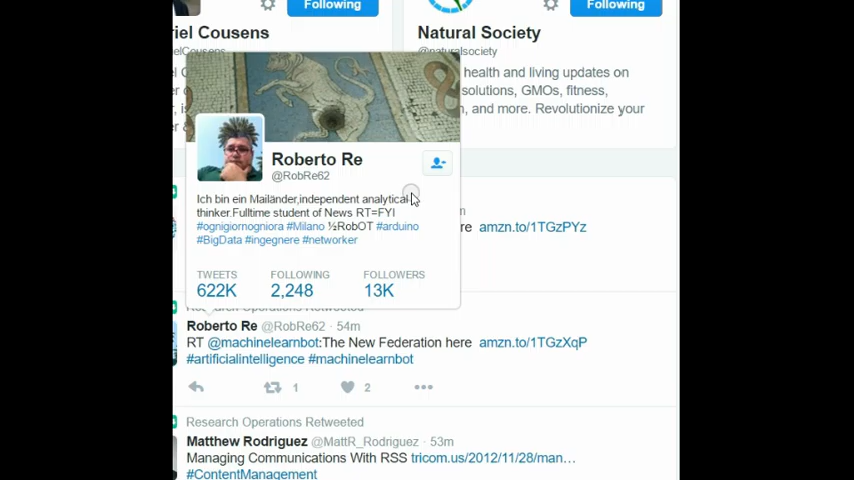 Following
Following
riel Cousens
Natural Society
@naturalsociety
health and living updates on
solutions, GMOs, fitness,
and more. Revolutionize your
Roberto Re
@RobRe62
Ich bin ein Mailänder,independent analytical
thinker.Fulltime student of News RT=FYI
#ognigiornogniora #Milano ½RobOT #arduino
#BigData #ingegnere #networker
re amzn.to/1TGzPYz
TWEETS FOLLOWING FOLLOWERS
622K 2,248 13K
Research Operations Retweeted
Roberto Re @RobRe62 · 54m
RT @machinelearnbot:The New Federation here amzn.to/1TGzXqP
#artificialintelligence #machinelearnbot
1 2
Research Operations Retweeted
Matthew Rodriguez @MattR_Rodriguez · 53m
Managing Communications With RSS tricom.us/2012/11/28/man…
#ContentManagement